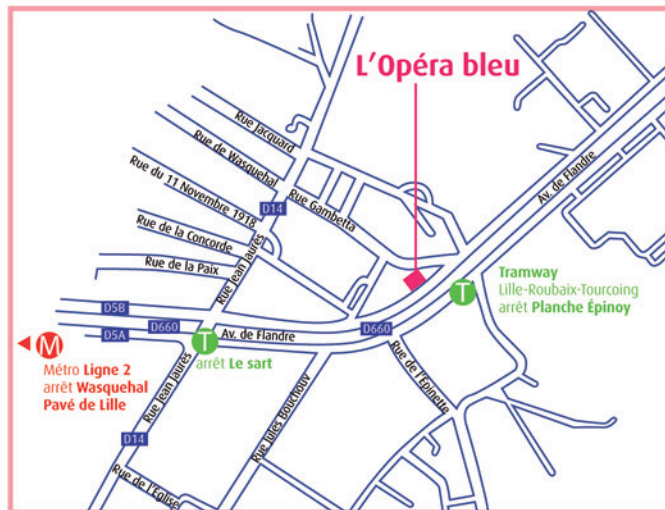 L'Opéra bleu
Rue Jacquard
Rue de Wasquehal
Av. de Flandre
Rue du 11 Novembre 1918
Rue Gambetta
D14
Rue de la Concorde
Rue Jean Jaurès
Rue de la Paix
Tramway
Lille-Roubaix-Tourcoing
arrêt Planche Épinoy
T
D5B
D660
Av. de Flandre
D660
D5A
M
T
Métro Ligne 2
arrêt Wasquehal
Pavé de Lille
arrêt Le sart
Rue Jean Jaurès
Rue Jules Bouchouy
Rue de l'Épinette
D14
Rue de l'Église